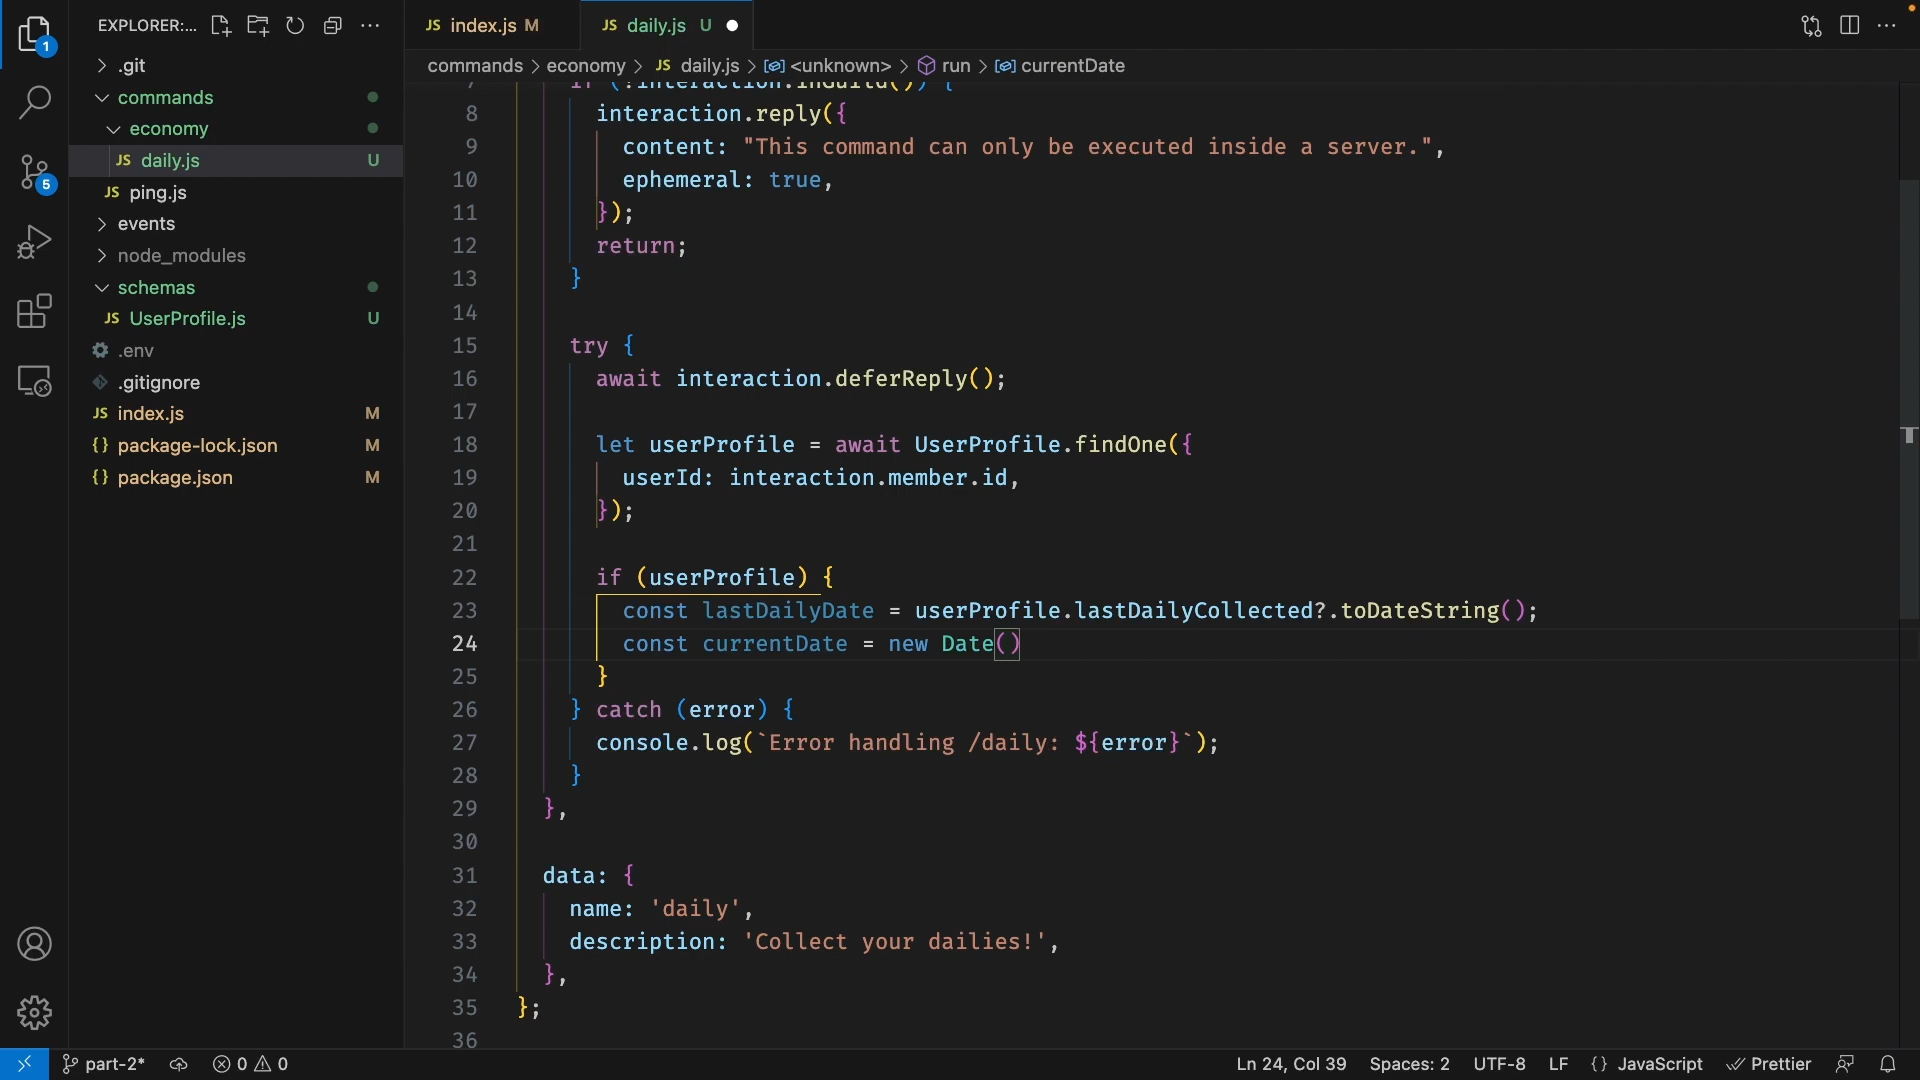 EXPLORER:...
JS index.js M
JS daily.js U
commands > economy > JS daily.js > <unknown> > run > currentDate
.git
commands
economy
JS daily.js U
JS ping.js
events
node_modules
schemas
JS UserProfile.js U
.env
.gitignore
JS index.js M
{} package-lock.json M
{} package.json M
1
5
7 if (!interaction.inGuild()) {
8 interaction.reply({
9 content: "This command can only be executed inside a server.",
10 ephemeral: true,
11 });
12 return;
13 }
14
15 try {
16 await interaction.deferReply();
17
18 let userProfile = await UserProfile.findOne({
19 userId: interaction.member.id,
20 });
21
22 if (userProfile) {
23 const lastDailyDate = userProfile.lastDailyCollected?.toDateString();
24 const currentDate = new Date()
25 }
26 } catch (error) {
27 console.log(`Error handling /daily: ${error}`);
28 }
29 },
30
31 data: {
32 name: 'daily',
33 description: 'Collect your dailies!',
34 },
35 };
36
part-2* 0 0 Ln 24, Col 39 Spaces: 2 UTF-8 LF {} JavaScript Prettier